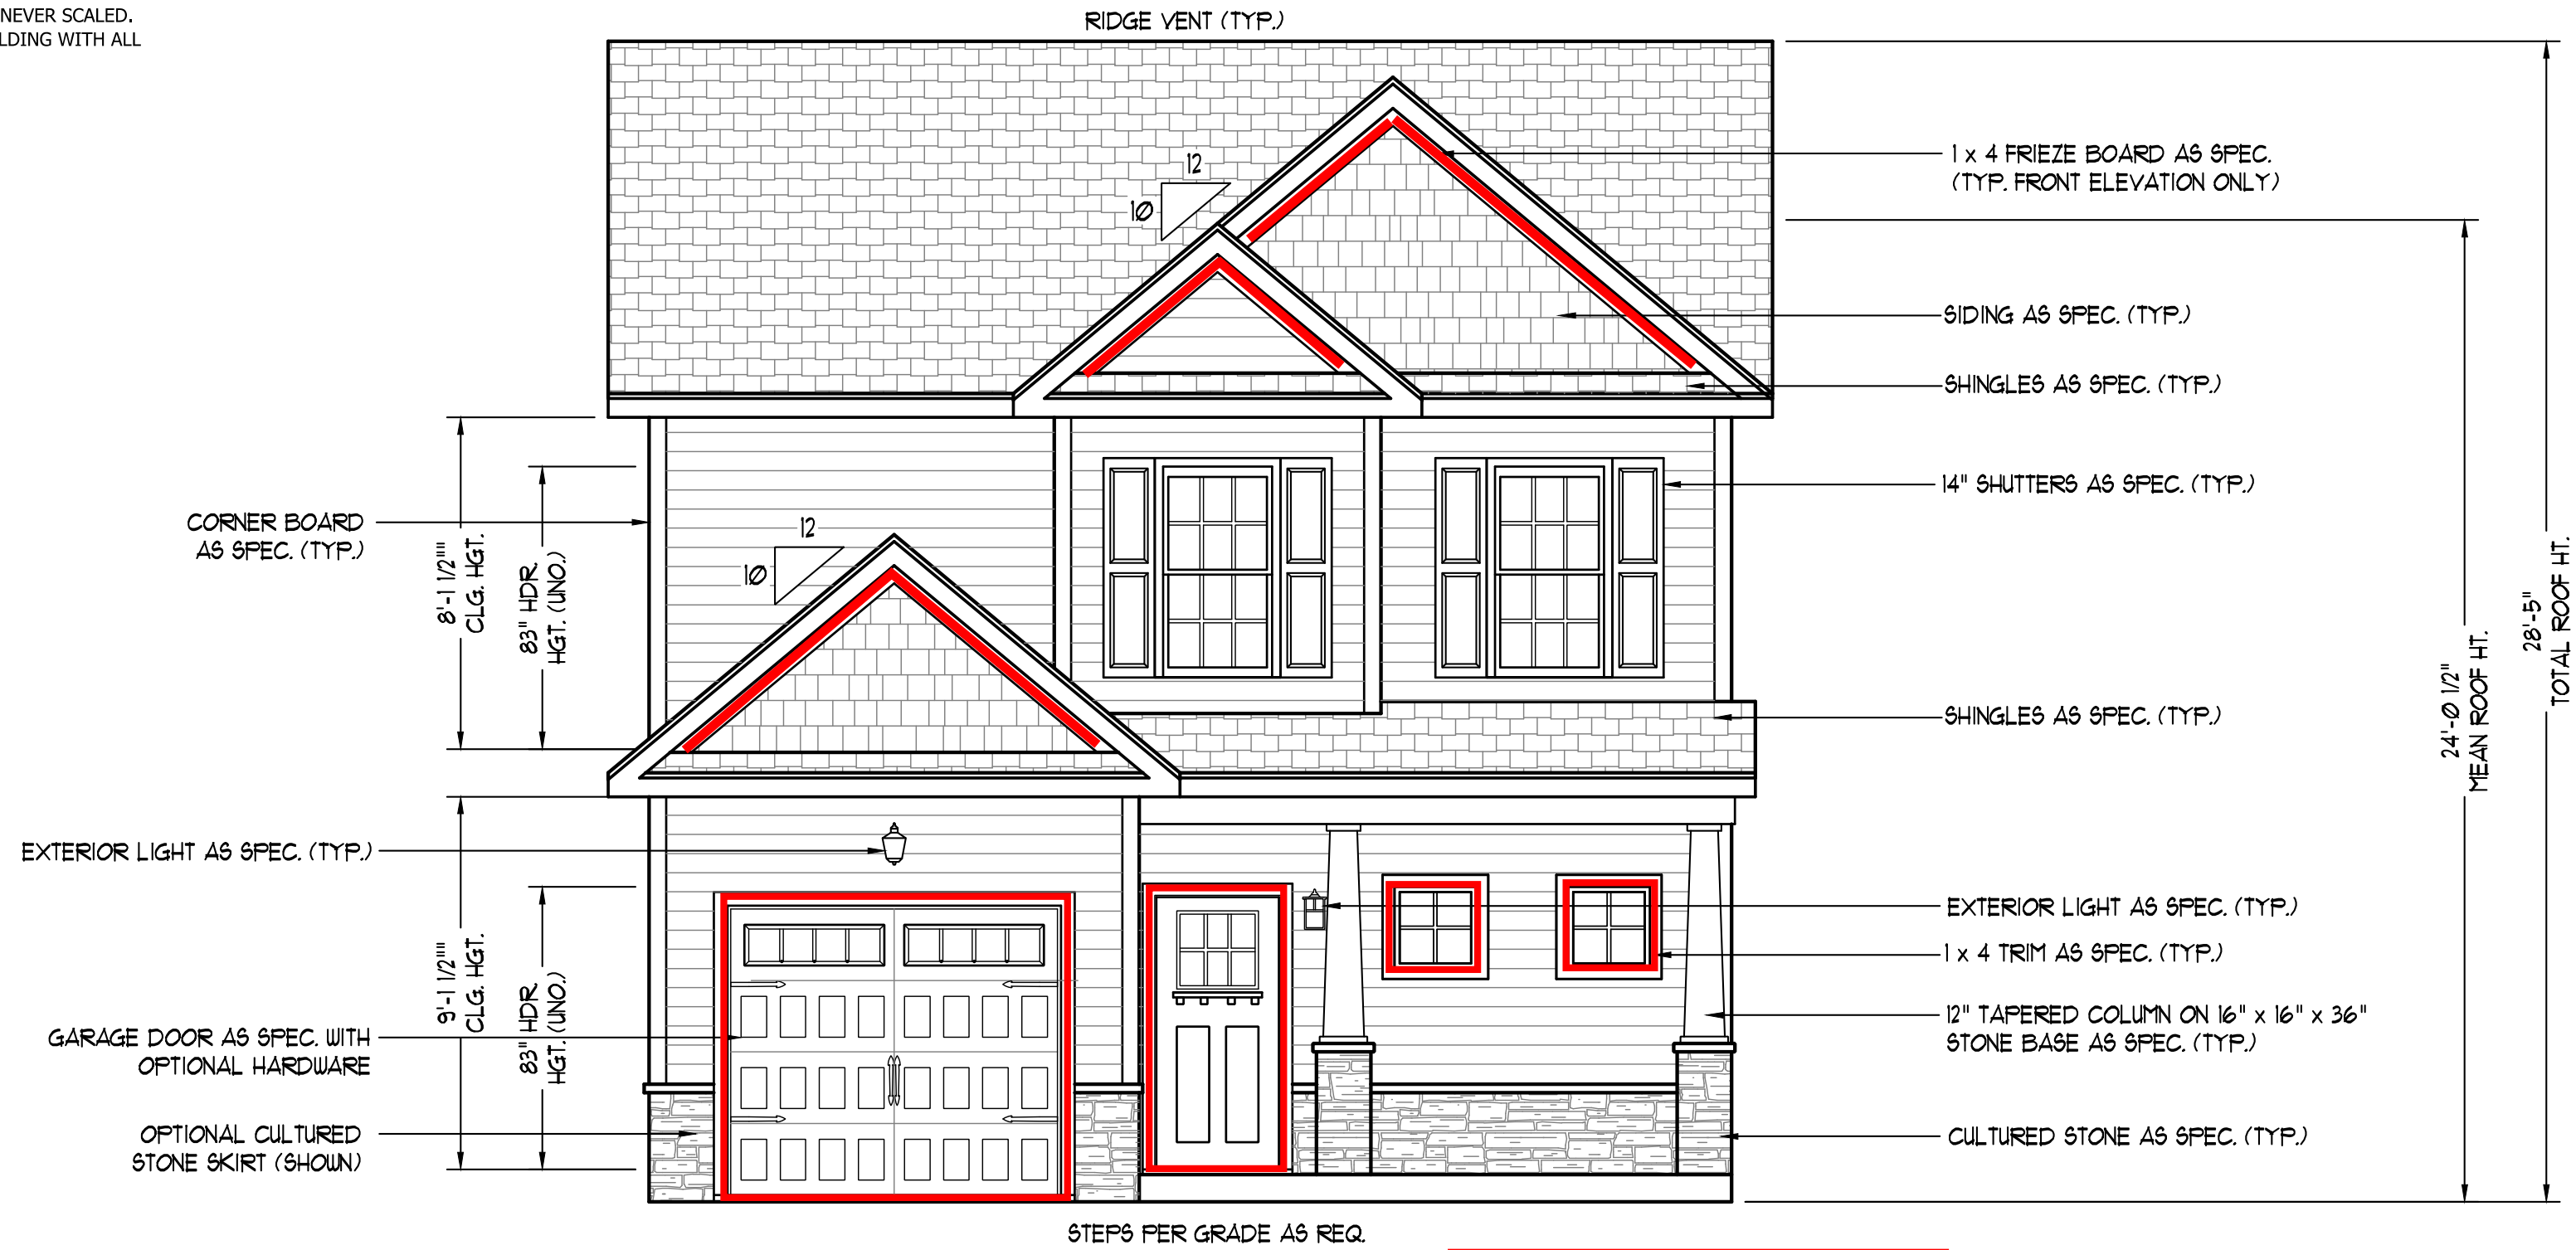 NEVER SCALED.
LDING WITH ALL
RIDGE VENT (TYP.)
12
10
1 x 4 FRIEZE BOARD AS SPEC.
(TYP. FRONT ELEVATION ONLY)
SIDING AS SPEC. (TYP.)
SHINGLES AS SPEC. (TYP.)
14" SHUTTERS AS SPEC. (TYP.)
CORNER BOARD
AS SPEC. (TYP.)
8'-1 1/2""
CLG. HGT.
83" HDR.
HGT. (UNO.)
12
10
28'-5"
TOTAL ROOF HT.
24'-0 1/2"
MEAN ROOF HT.
SHINGLES AS SPEC. (TYP.)
EXTERIOR LIGHT AS SPEC. (TYP.)
9'-1 1/2""
CLG. HGT.
83" HDR.
HGT. (UNO.)
EXTERIOR LIGHT AS SPEC. (TYP.)
1 x 4 TRIM AS SPEC. (TYP.)
12" TAPERED COLUMN ON 16" x 16" x 36"
STONE BASE AS SPEC. (TYP.)
GARAGE DOOR AS SPEC. WITH
OPTIONAL HARDWARE
OPTIONAL CULTURED
STONE SKIRT (SHOWN)
CULTURED STONE AS SPEC. (TYP.)
STEPS PER GRADE AS REQ.